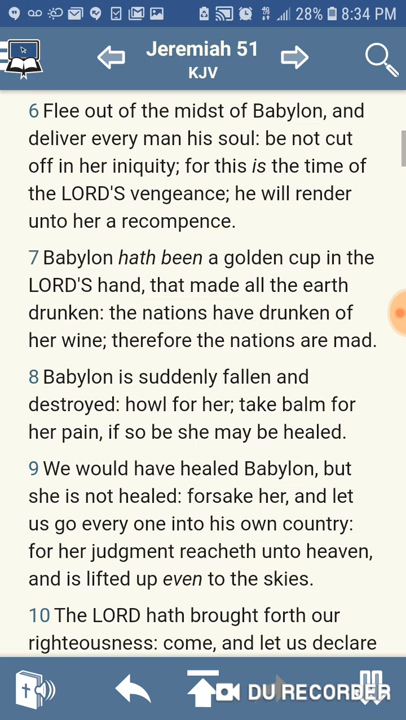 28% 8:34 PM
Jeremiah 51
KJV
6 Flee out of the midst of Babylon, and
deliver every man his soul: be not cut
off in her iniquity; for this is the time of
the LORD'S vengeance; he will render
unto her a recompence.
7 Babylon hath been a golden cup in the
LORD'S hand, that made all the earth
drunken: the nations have drunken of
her wine; therefore the nations are mad.
8 Babylon is suddenly fallen and
destroyed: howl for her; take balm for
her pain, if so be she may be healed.
9 We would have healed Babylon, but
she is not healed: forsake her, and let
us go every one into his own country:
for her judgment reacheth unto heaven,
and is lifted up even to the skies.
10 The LORD hath brought forth our
righteousness: come, and let us declare
DU RECORDER